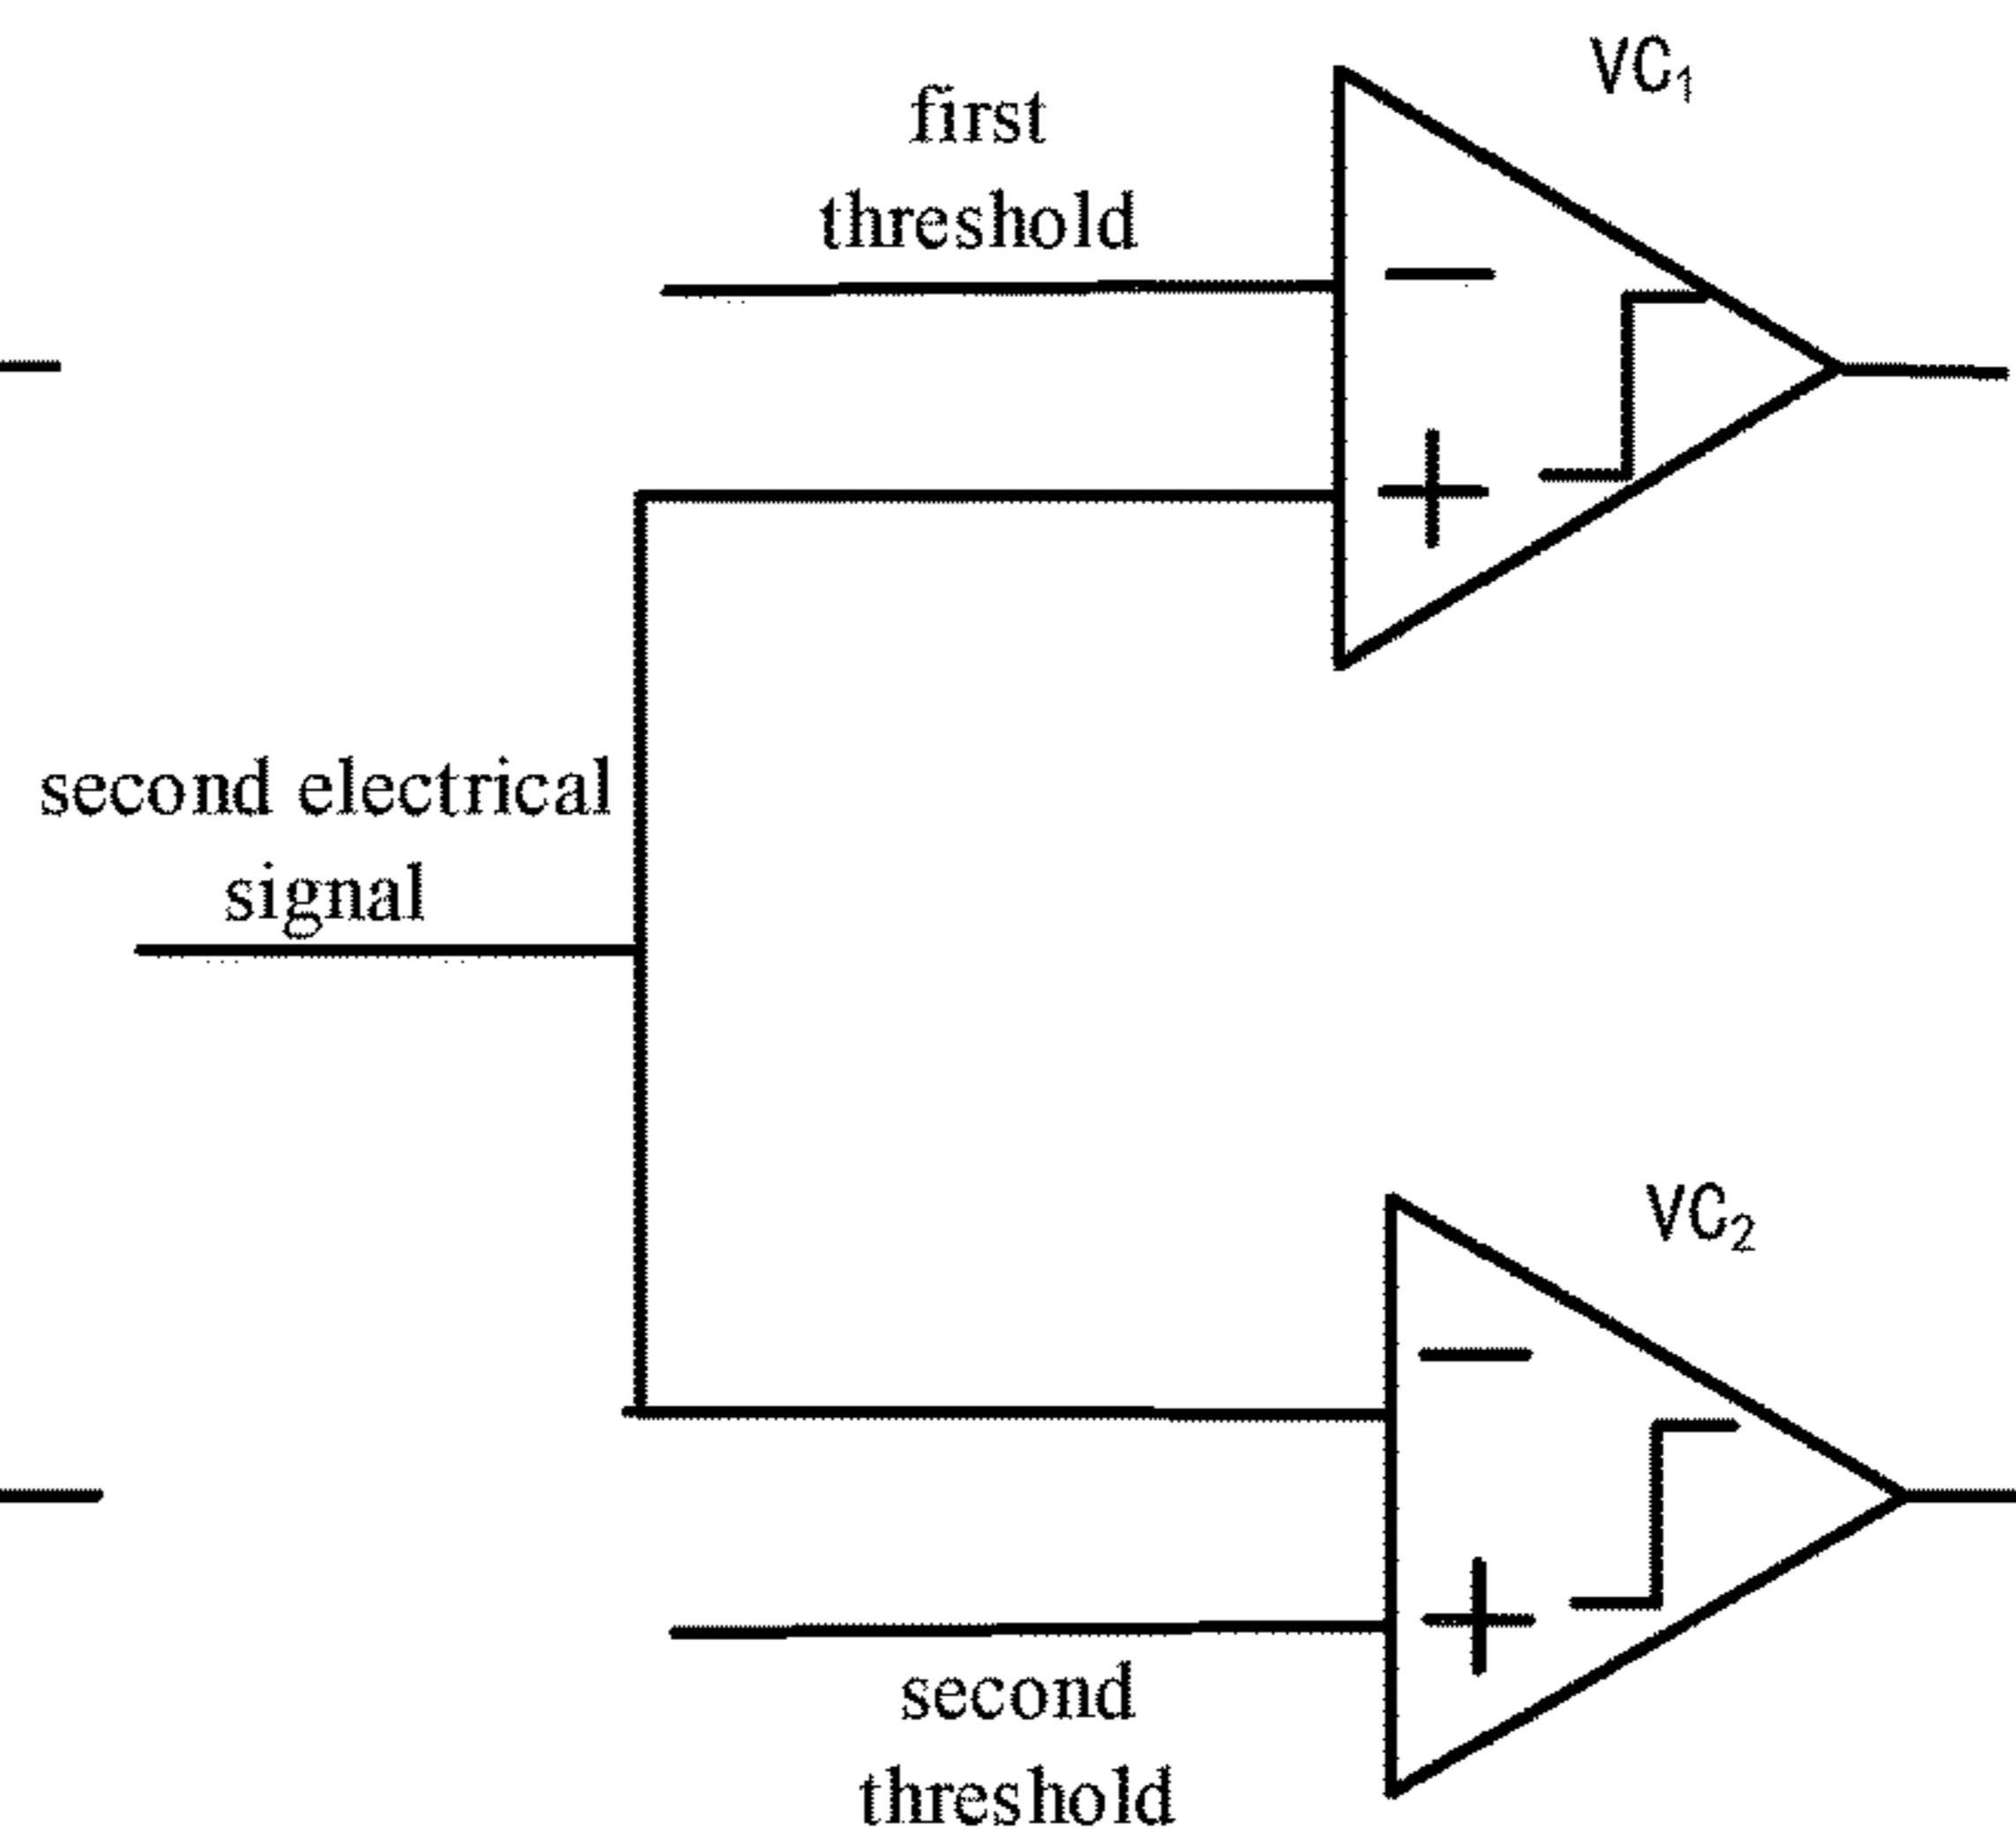 VC₁
first
threshold
second electrical
signal
VC₂
second
threshold